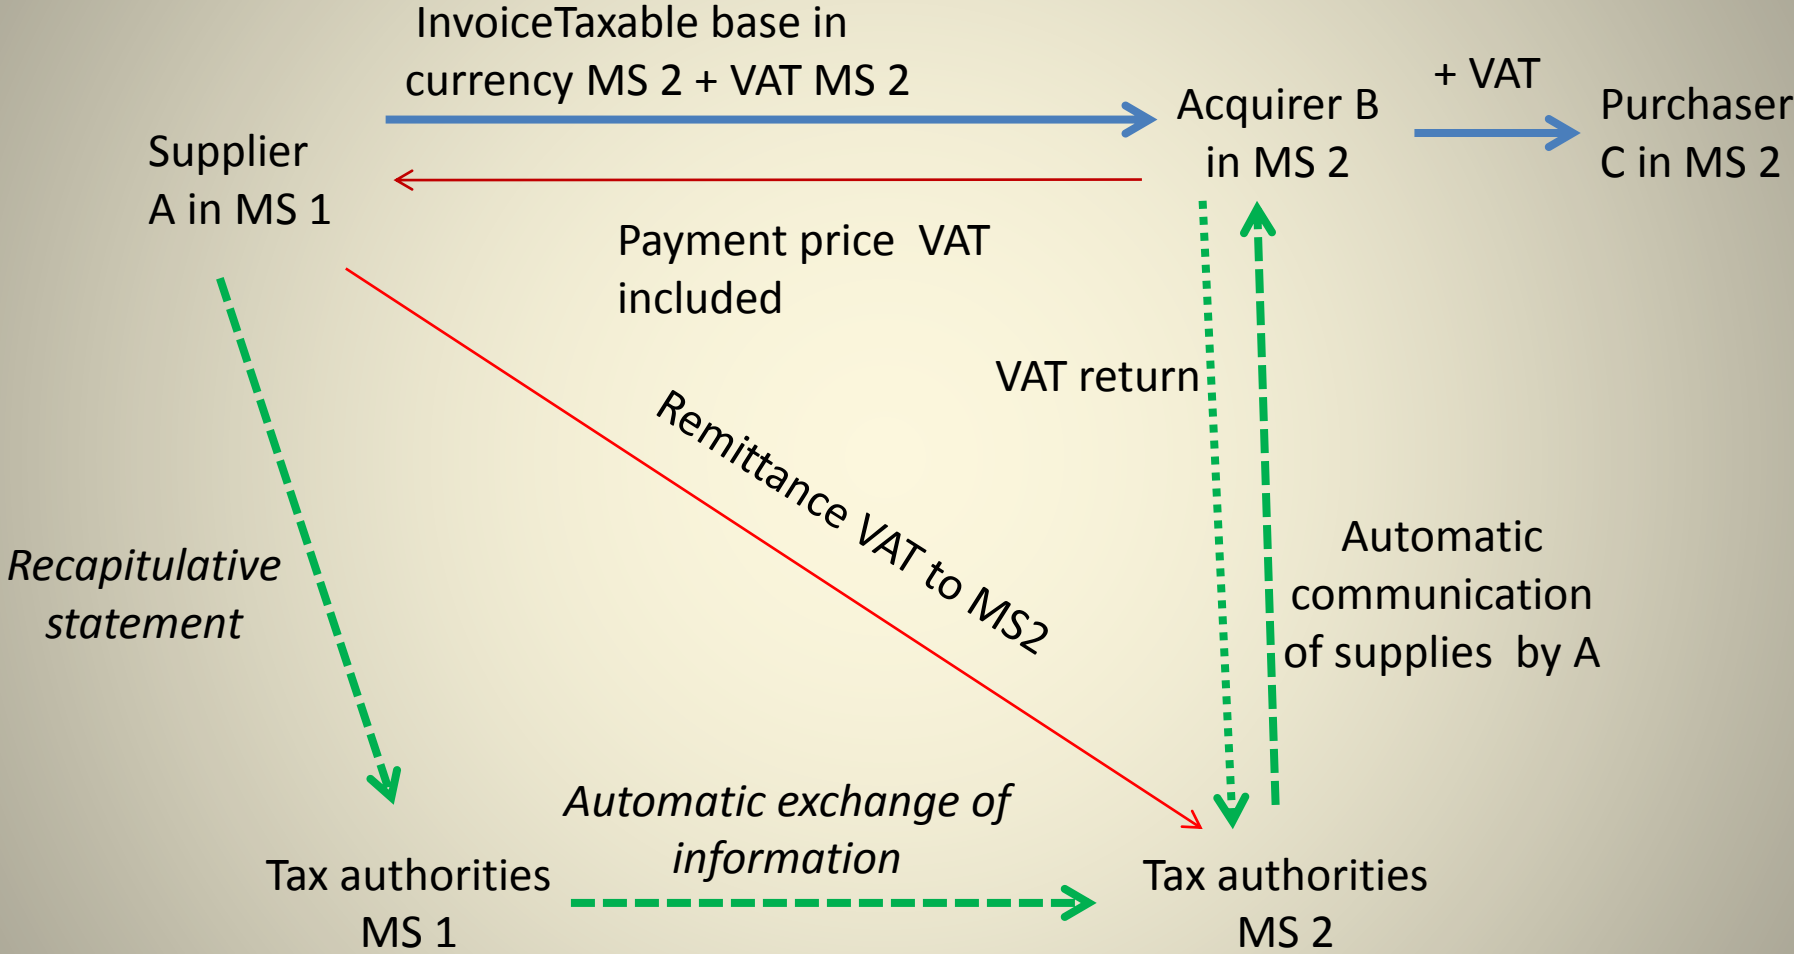 InvoiceTaxable base in
currency MS 2 + VAT MS 2
+ VAT
Supplier
A in MS 1
Acquirer B
in MS 2
Purchaser
C in MS 2
Payment price  VAT
included
VAT return
Remittance VAT to MS2
Recapitulative
statement
Automatic
communication
of supplies  by A
Automatic exchange of
information
Tax authorities
MS 1
Tax authorities
MS 2